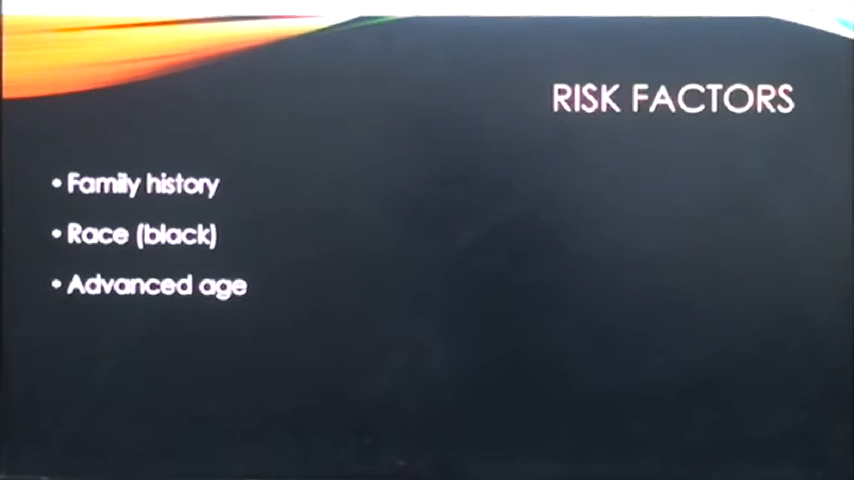 RISK FACTORS
• Family history
• Race (black)
• Advanced age